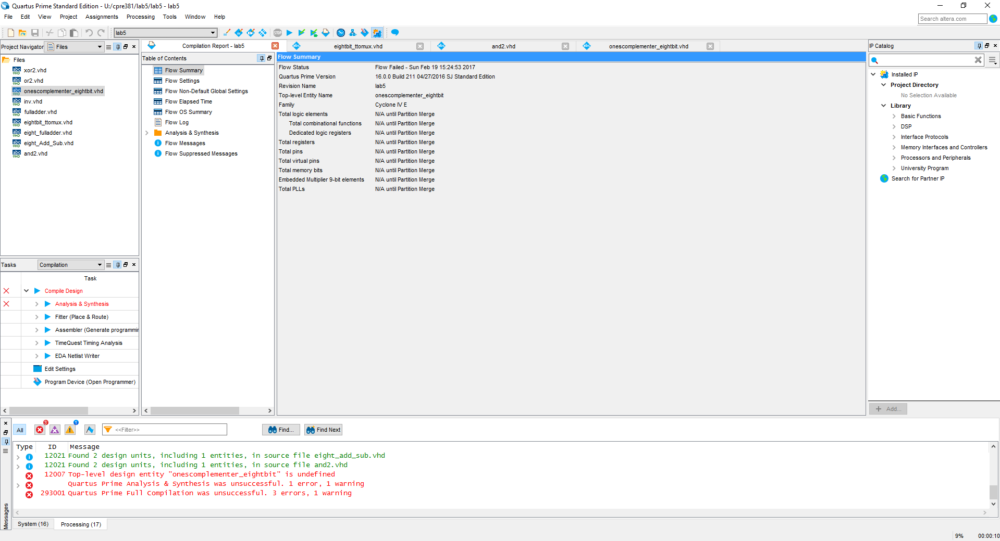 Quartus Prime Standard Edition - U:/cpre381/lab5/lab5 - lab5
File Edit View Project Assignments Processing Tools Window Help
Search altera.com
lab5
STOP
Project Navigator Files
Files
xor2.vhd
or2.vhd
onescomplementer_eightbit.vhd
inv.vhd
fulladder.vhd
eightbit_ttomux.vhd
eight_fulladder.vhd
eight_Add_Sub.vhd
and2.vhd
Tasks Compilation
Task
Compile Design
Analysis & Synthesis
Fitter (Place & Route)
Assembler (Generate programmin
TimeQuest Timing Analysis
EDA Netlist Writer
Edit Settings
Program Device (Open Programmer)
Compilation Report - lab5
eightbit_ttomux.vhd
and2.vhd
onescomplementer_eightbit.vhd
Table of Contents
Flow Summary
Flow Settings
Flow Non-Default Global Settings
Flow Elapsed Time
Flow OS Summary
Flow Log
Analysis & Synthesis
Flow Messages
Flow Suppressed Messages
Flow Summary
Flow Status Flow Failed - Sun Feb 19 15:24:53 2017
Quartus Prime Version 16.0.0 Build 211 04/27/2016 SJ Standard Edition
Revision Name lab5
Top-level Entity Name onescomplementer_eightbit
Family Cyclone IV E
Total logic elements N/A until Partition Merge
Total combinational functions N/A until Partition Merge
Dedicated logic registers N/A until Partition Merge
Total registers N/A until Partition Merge
Total pins N/A until Partition Merge
Total virtual pins N/A until Partition Merge
Total memory bits N/A until Partition Merge
Embedded Multiplier 9-bit elements N/A until Partition Merge
Total PLLs N/A until Partition Merge
IP Catalog
Installed IP
Project Directory
No Selection Available
Library
Basic Functions
DSP
Interface Protocols
Memory Interfaces and Controllers
Processors and Peripherals
University Program
Search for Partner IP
+ Add...
All 3 1 <<Filter>> Find... Find Next
Type ID Message
12021 Found 2 design units, including 1 entities, in source file eight_add_sub.vhd
12021 Found 2 design units, including 1 entities, in source file and2.vhd
12007 Top-level design entity "onescomplementer_eightbit" is undefined
Quartus Prime Analysis & Synthesis was unsuccessful. 1 error, 1 warning
293001 Quartus Prime Full Compilation was unsuccessful. 3 errors, 1 warning
Messages
System (16) Processing (17)
9% 00:00:10